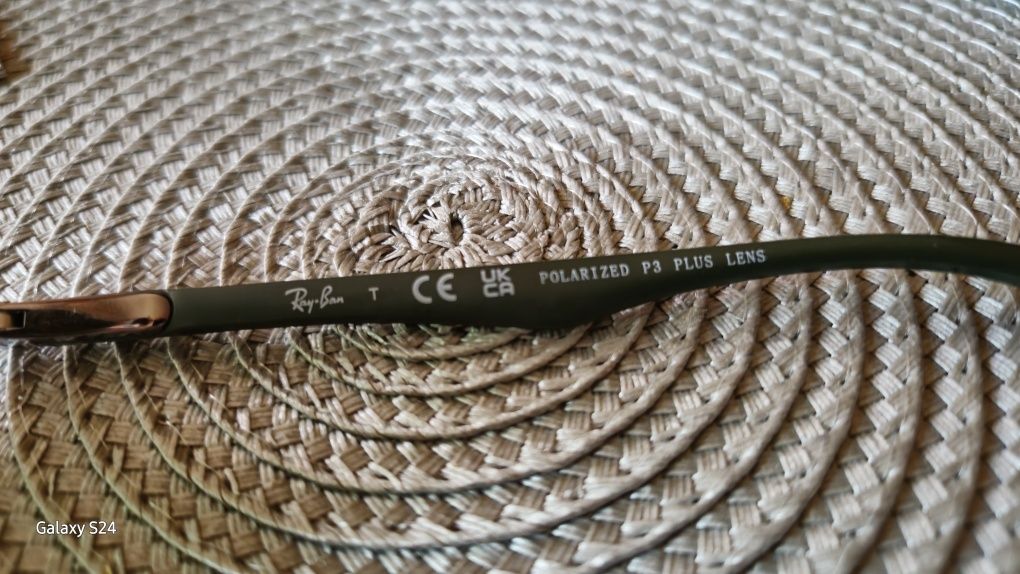 Ray-Ban T CE UK CA POLARIZED P3 PLUS LENS
Galaxy S24